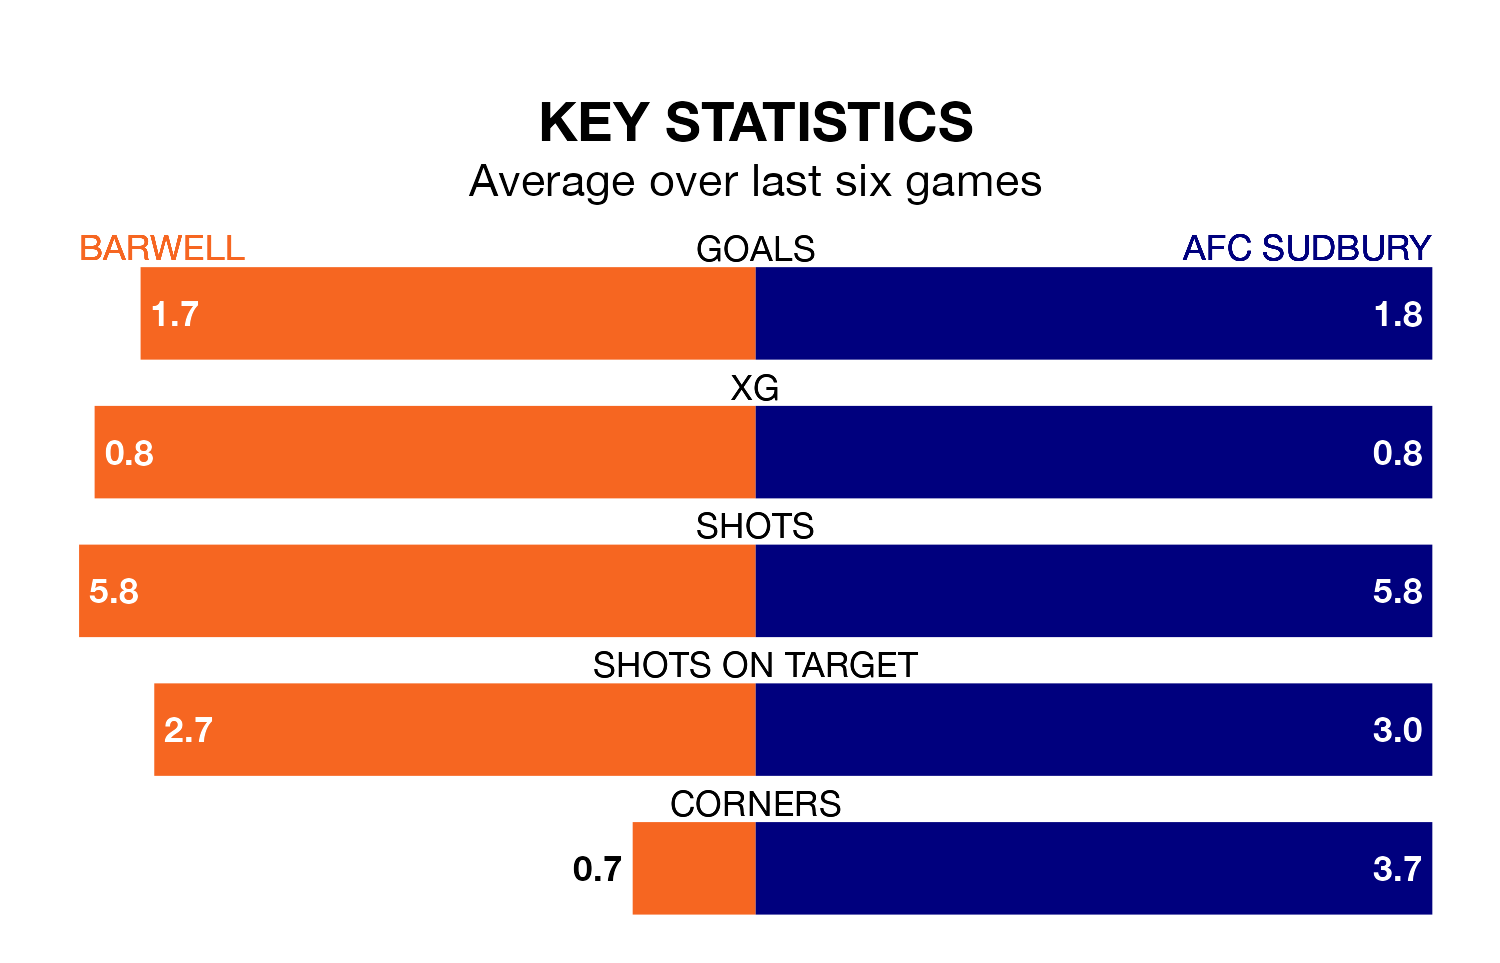 KEY STATISTICS
Average over last six games
BARWELL GOALS AFC SUDBURY
1.7 1.8
XG
0.8 0.8
SHOTS
5.8 5.8
SHOTS ON TARGET
2.7 3.0
CORNERS
0.7 3.7